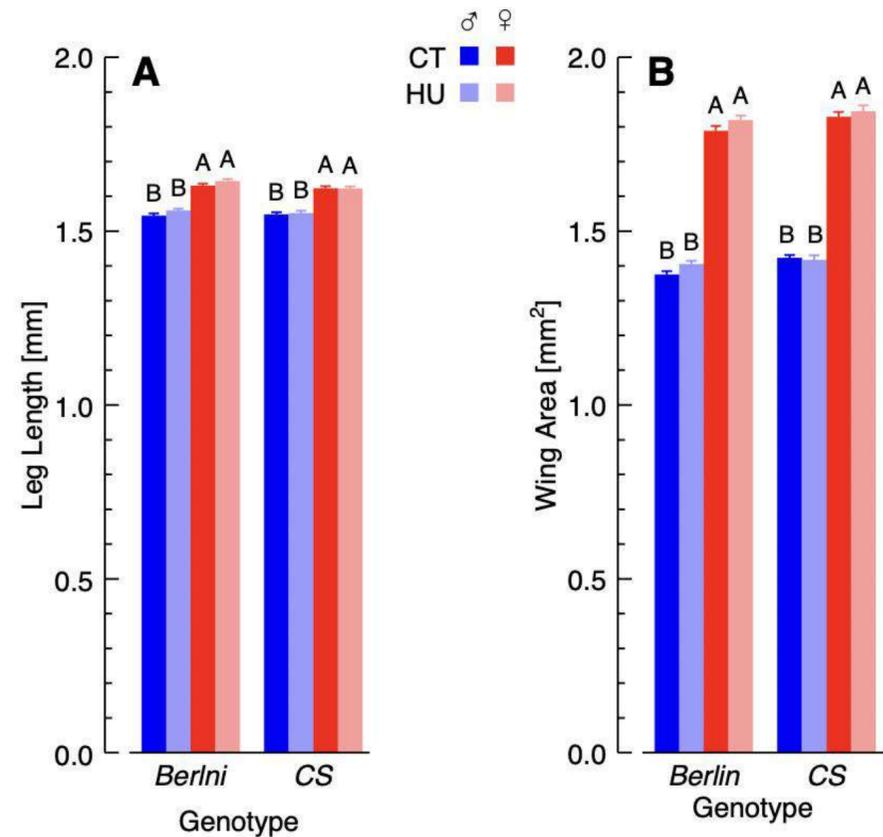 ♂ ♀
CT
HU
A
2.0
1.5
1.0
0.5
0.0
Leg Length [mm]
B B A A
B B A A
Berlni CS
Genotype
B
2.0
1.5
1.0
0.5
0.0
Wing Area [mm²]
B B A A
B B A A
Berlin CS
Genotype